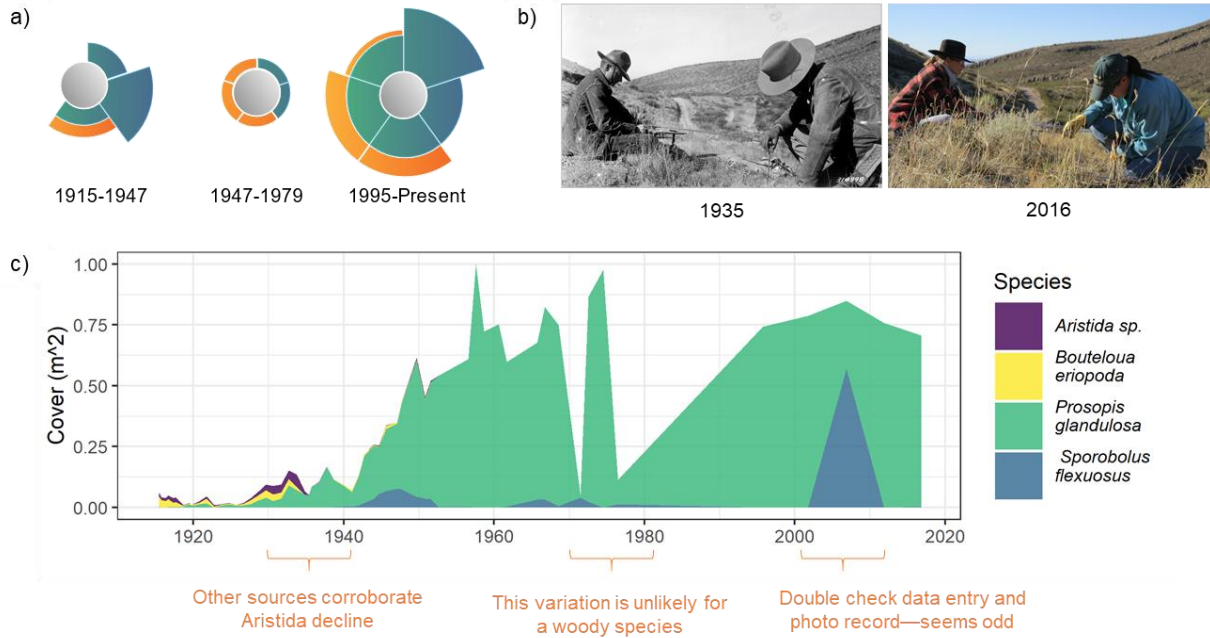 a)
1915-1947
1947-1979
1995-Present
b)
1935
2016
c)
Cover (m^2)
1.00
0.75
0.50
0.25
0.00
1920
1940
1960
1980
2000
2020
Species
Aristida sp.
Bouteloua
eriopoda
Prosopis
glandulosa
Sporobolus
flexuosus
Other sources corroborate
Aristida decline
This variation is unlikely for
a woody species
Double check data entry and
photo record—seems odd